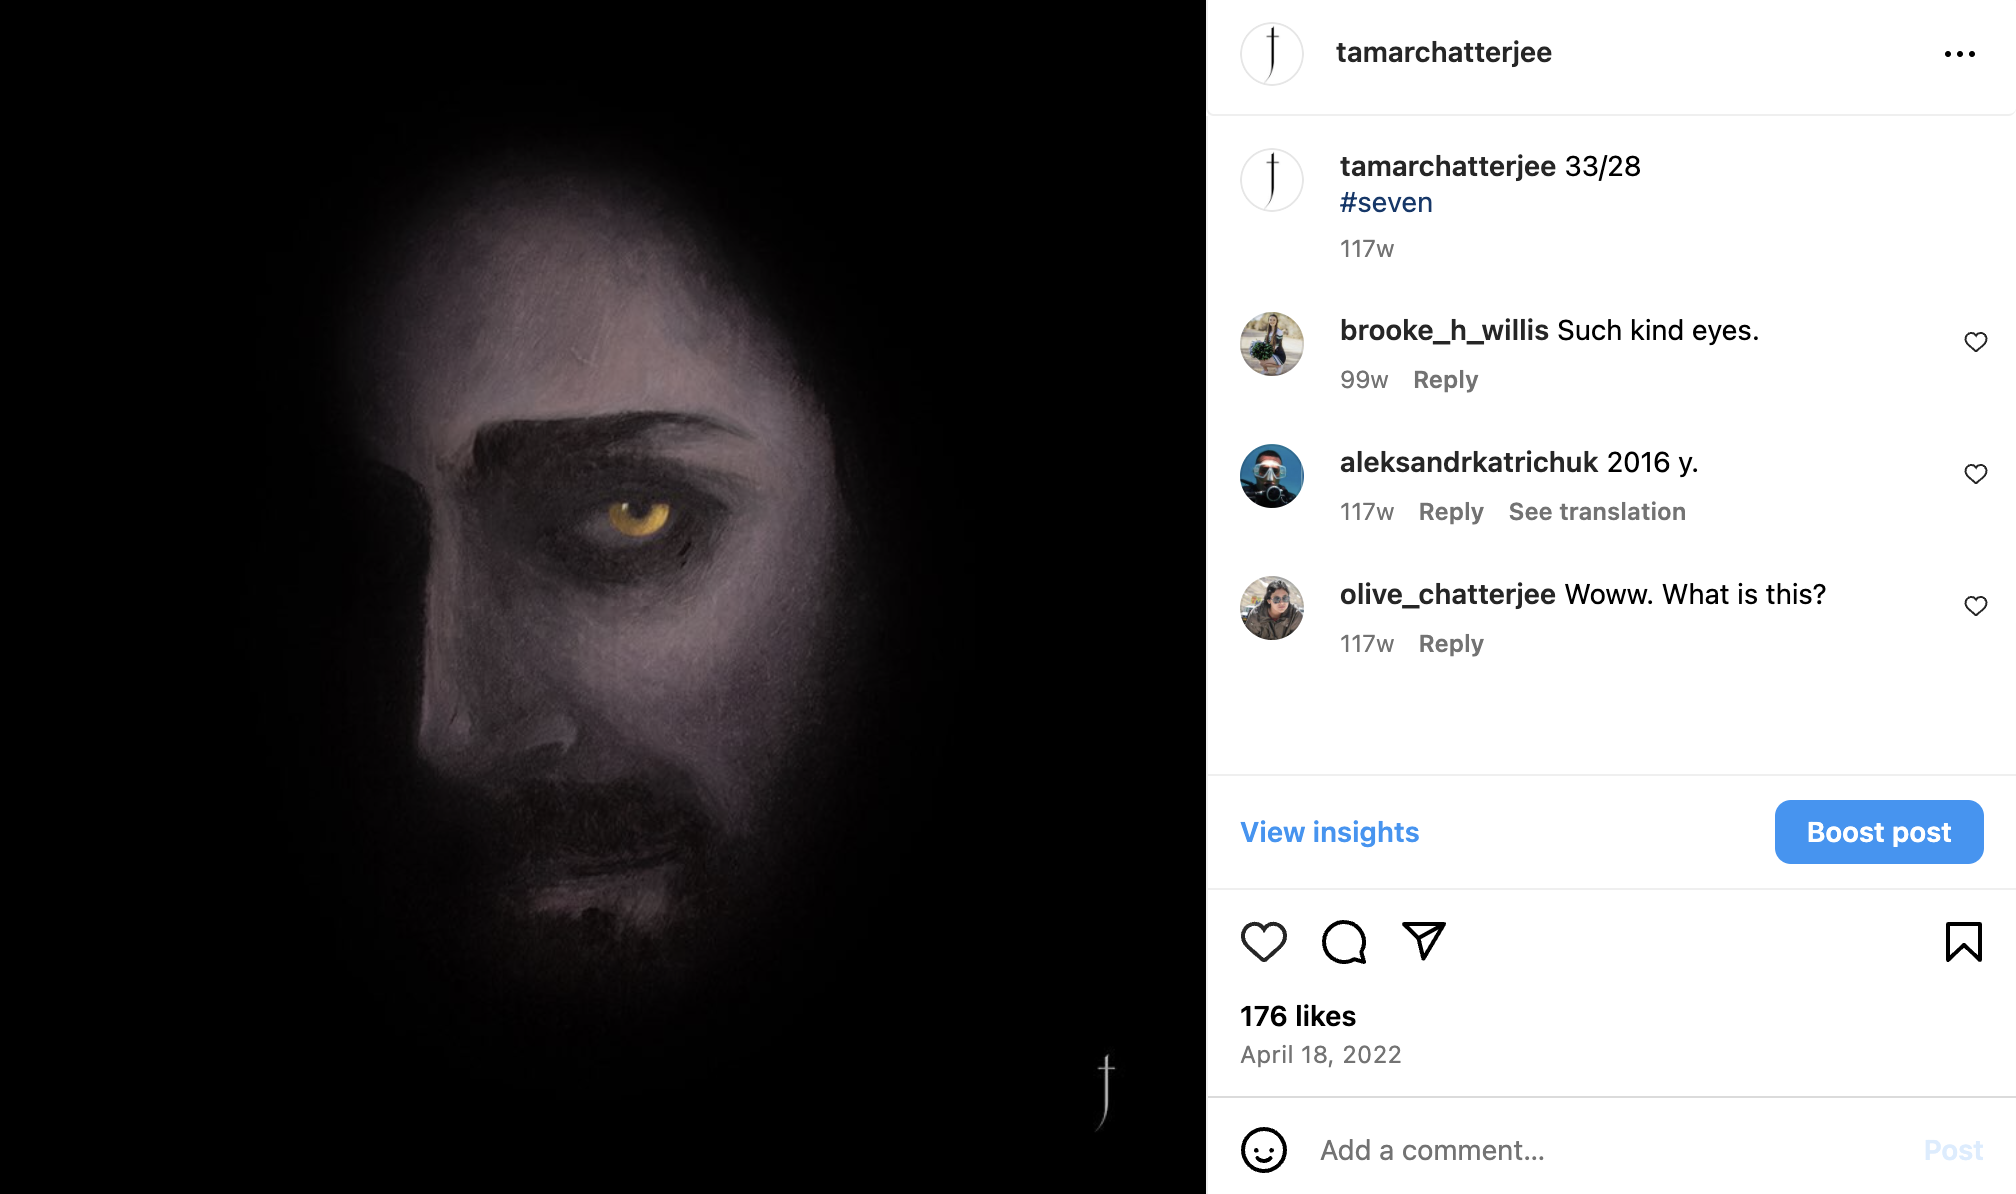 tamarchatterjee
tamarchatterjee 33/28
#seven
117w
brooke_h_willis Such kind eyes.
99w Reply
aleksandrkatrichuk 2016 y.
117w Reply See translation
olive_chatterjee Woww. What is this?
117w Reply
View insights
Boost post
176 likes
April 18, 2022
Add a comment...
Post